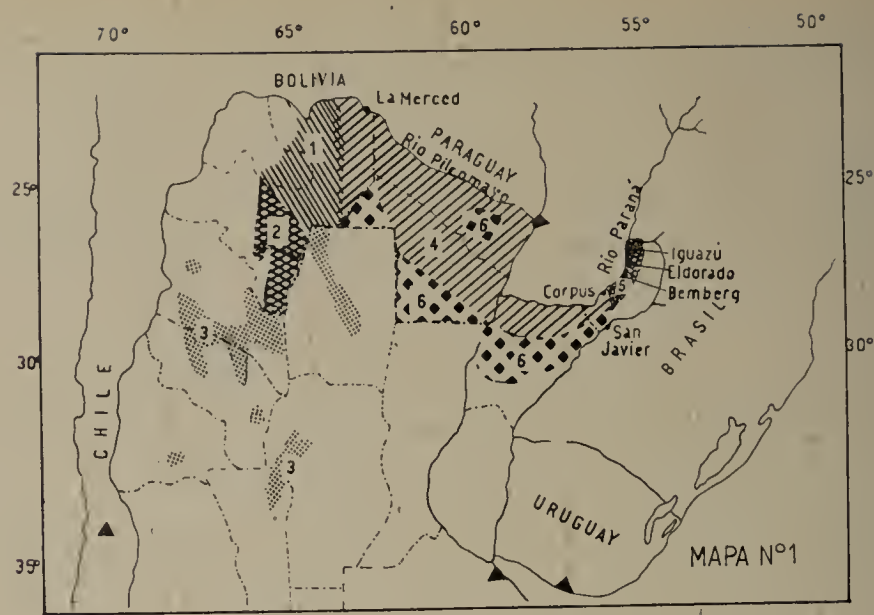 70° 65° 60° 55° 50°
BOLIVIA
La Merced
PARAGUAY
Rio Pilcomayo
1
25° 25°
2
6
4
Rio Paraná
Iguazú
Eldorado
Bemberg
Corpus
5
6
San Javier
BRASIL
3
6
30° 30°
CHILE
3
URUGUAY
39°
MAPA N°1